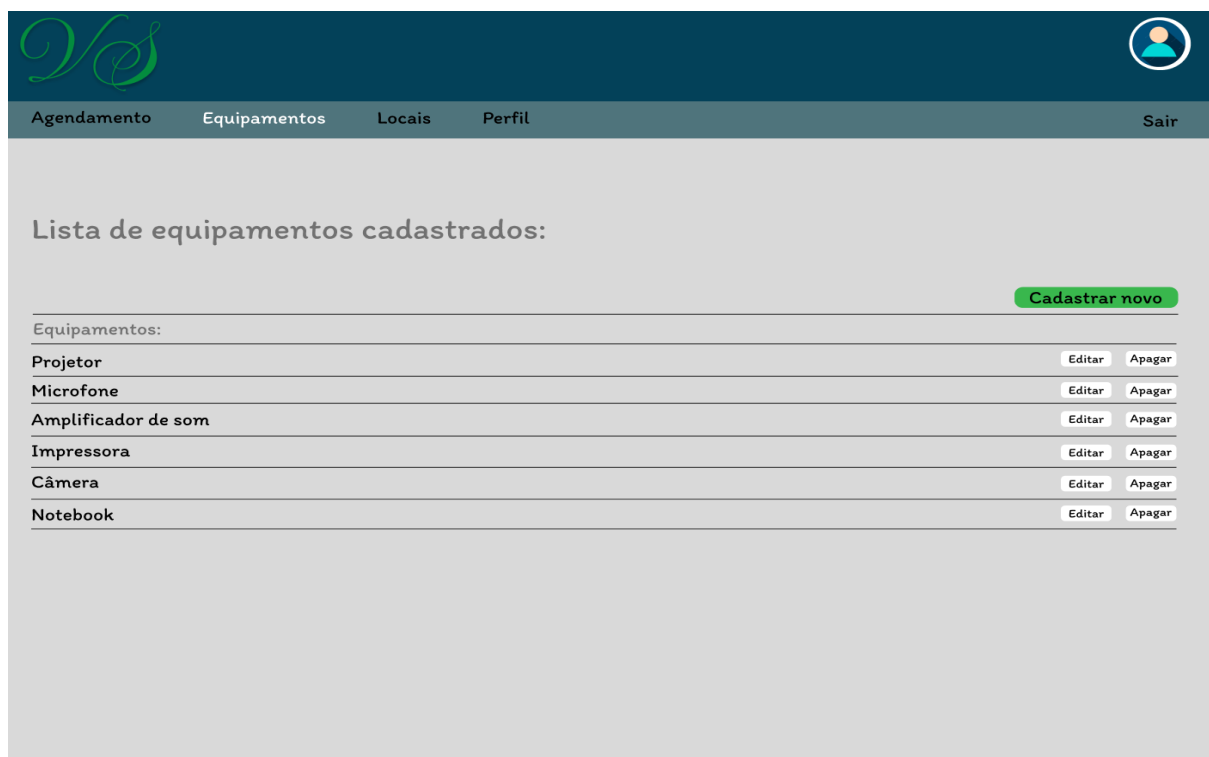 VS
Agendamento Equipamentos Locais Perfil Sair
Lista de equipamentos cadastrados:
Cadastrar novo
Equipamentos:
Projetor Editar Apagar
Microfone Editar Apagar
Amplificador de som Editar Apagar
Impressora Editar Apagar
Câmera Editar Apagar
Notebook Editar Apagar